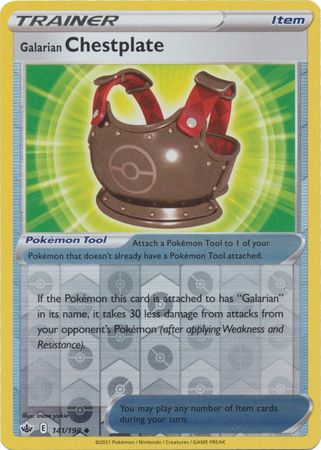 TRAINER Item
Galarian Chestplate
Pokémon Tool Attach a Pokémon Tool to 1 of your
Pokémon that doesn't already have a Pokémon Tool attached.
If the Pokémon this card is attached to has "Galarian"
in its name, it takes 30 less damage from attacks
from your opponent's Pokémon (after applying Weakness and
Resistance).
You may play any number of Item cards
during your turn.
Illus. inose yukie
E 141/198
©2021 Pokémon / Nintendo / Creatures / GAME FREAK